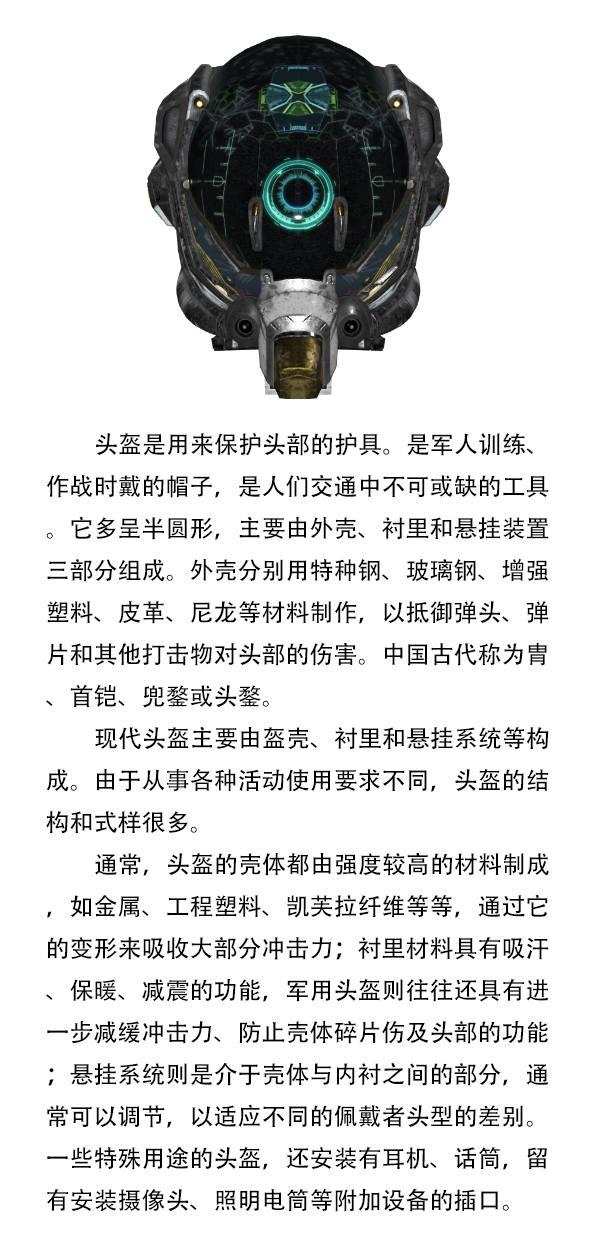 头盔是用来保护头部的护具。是军人训练、
作战时戴的帽子，是人们交通中不可或缺的工具
。它多呈半圆形，主要由外壳、衬里和悬挂装置
三部分组成。外壳分别用特种钢、玻璃钢、增强
塑料、皮革、尼龙等材料制作，以抵御弹头、弹
片和其他打击物对头部的伤害。中国古代称为胄
、首铠、兜鍪或头鍪。
现代头盔主要由盔壳、衬里和悬挂系统等构
成。由于从事各种活动使用要求不同，头盔的结
构和式样很多。
通常，头盔的壳体都由强度较高的材料制成
，如金属、工程塑料、凯芙拉纤维等等，通过它
的变形来吸收大部分冲击力；衬里材料具有吸汗
、保暖、减震的功能，军用头盔则往往还具有进
一步减缓冲击力、防止壳体碎片伤及头部的功能
；悬挂系统则是介于壳体与内衬之间的部分，通
常可以调节，以适应不同的佩戴者头型的差别。
一些特殊用途的头盔，还安装有耳机、话筒，留
有安装摄像头、照明电筒等附加设备的插口。